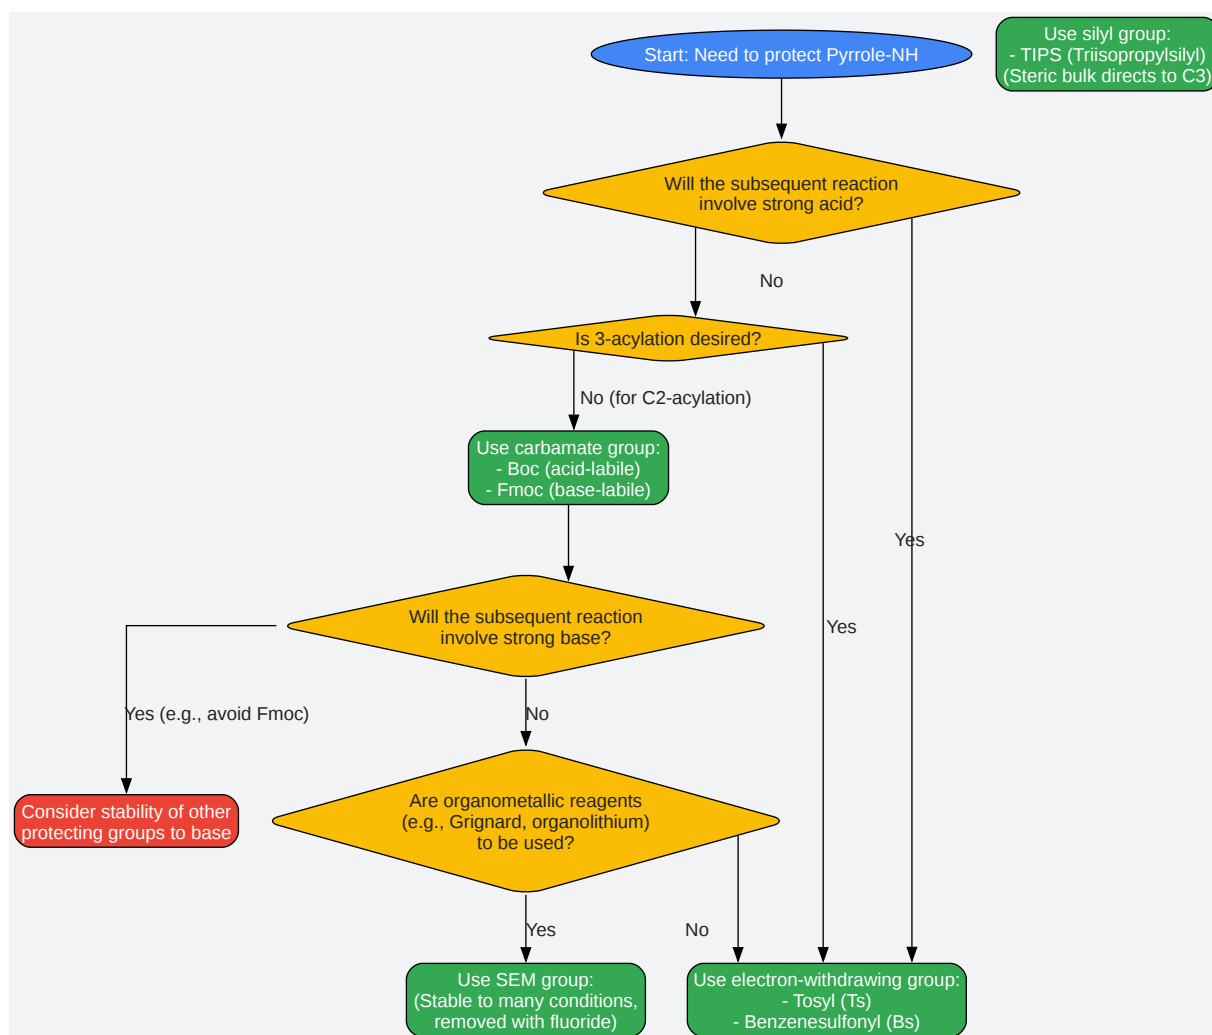 Start: Need to protect Pyrrole-NH
Use silyl group:
- TIPS (Triisopropylsilyl)
(Steric bulk directs to C3)
Will the subsequent reaction
involve strong acid?
No
Is 3-acylation desired?
No (for C2-acylation)
Use carbamate group:
- Boc (acid-labile)
- Fmoc (base-labile)
Yes
Will the subsequent reaction
involve strong base?
Yes
Yes (e.g., avoid Fmoc)
No
Consider stability of other
protecting groups to base
Are organometallic reagents
(e.g., Grignard, organolithium)
to be used?
Yes
No
Use SEM group:
(Stable to many conditions,
removed with fluoride)
Use electron-withdrawing group:
- Tosyl (Ts)
- Benzenesulfonyl (Bs)